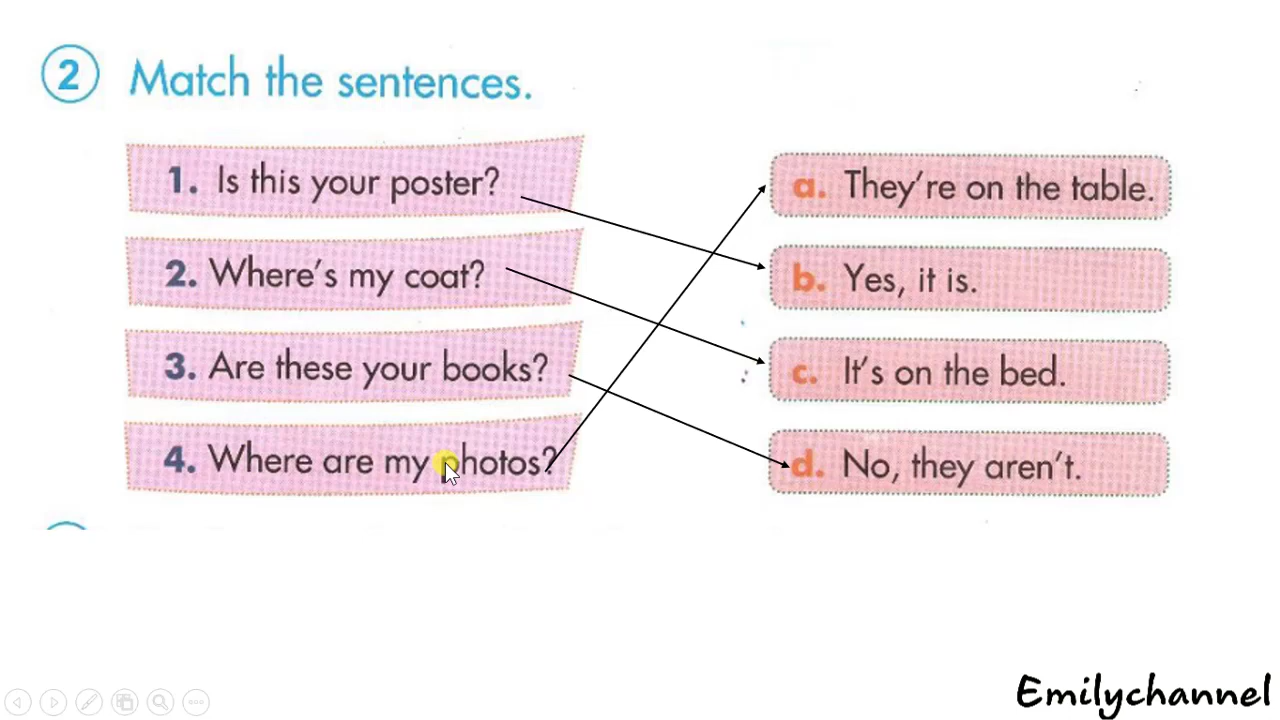 2 Match the sentences.
1. Is this your poster?
a. They're on the table.
2. Where's my coat?
b. Yes, it is.
3. Are these your books?
c. It's on the bed.
4. Where are my photos?
d. No, they aren't.
Emilychannel